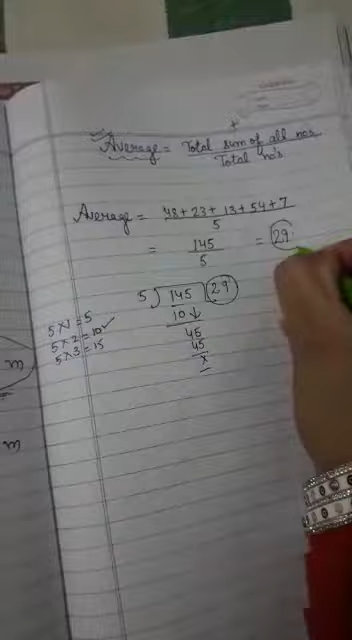 Average = Total sum of all nos
Total no's
Average = 48+23+13+54+7
5
= 145
5
= 29
5 ) 145 ( 29
10↓
45
45
x
5×1=5
5×2=10✓
5×3=15
m
m